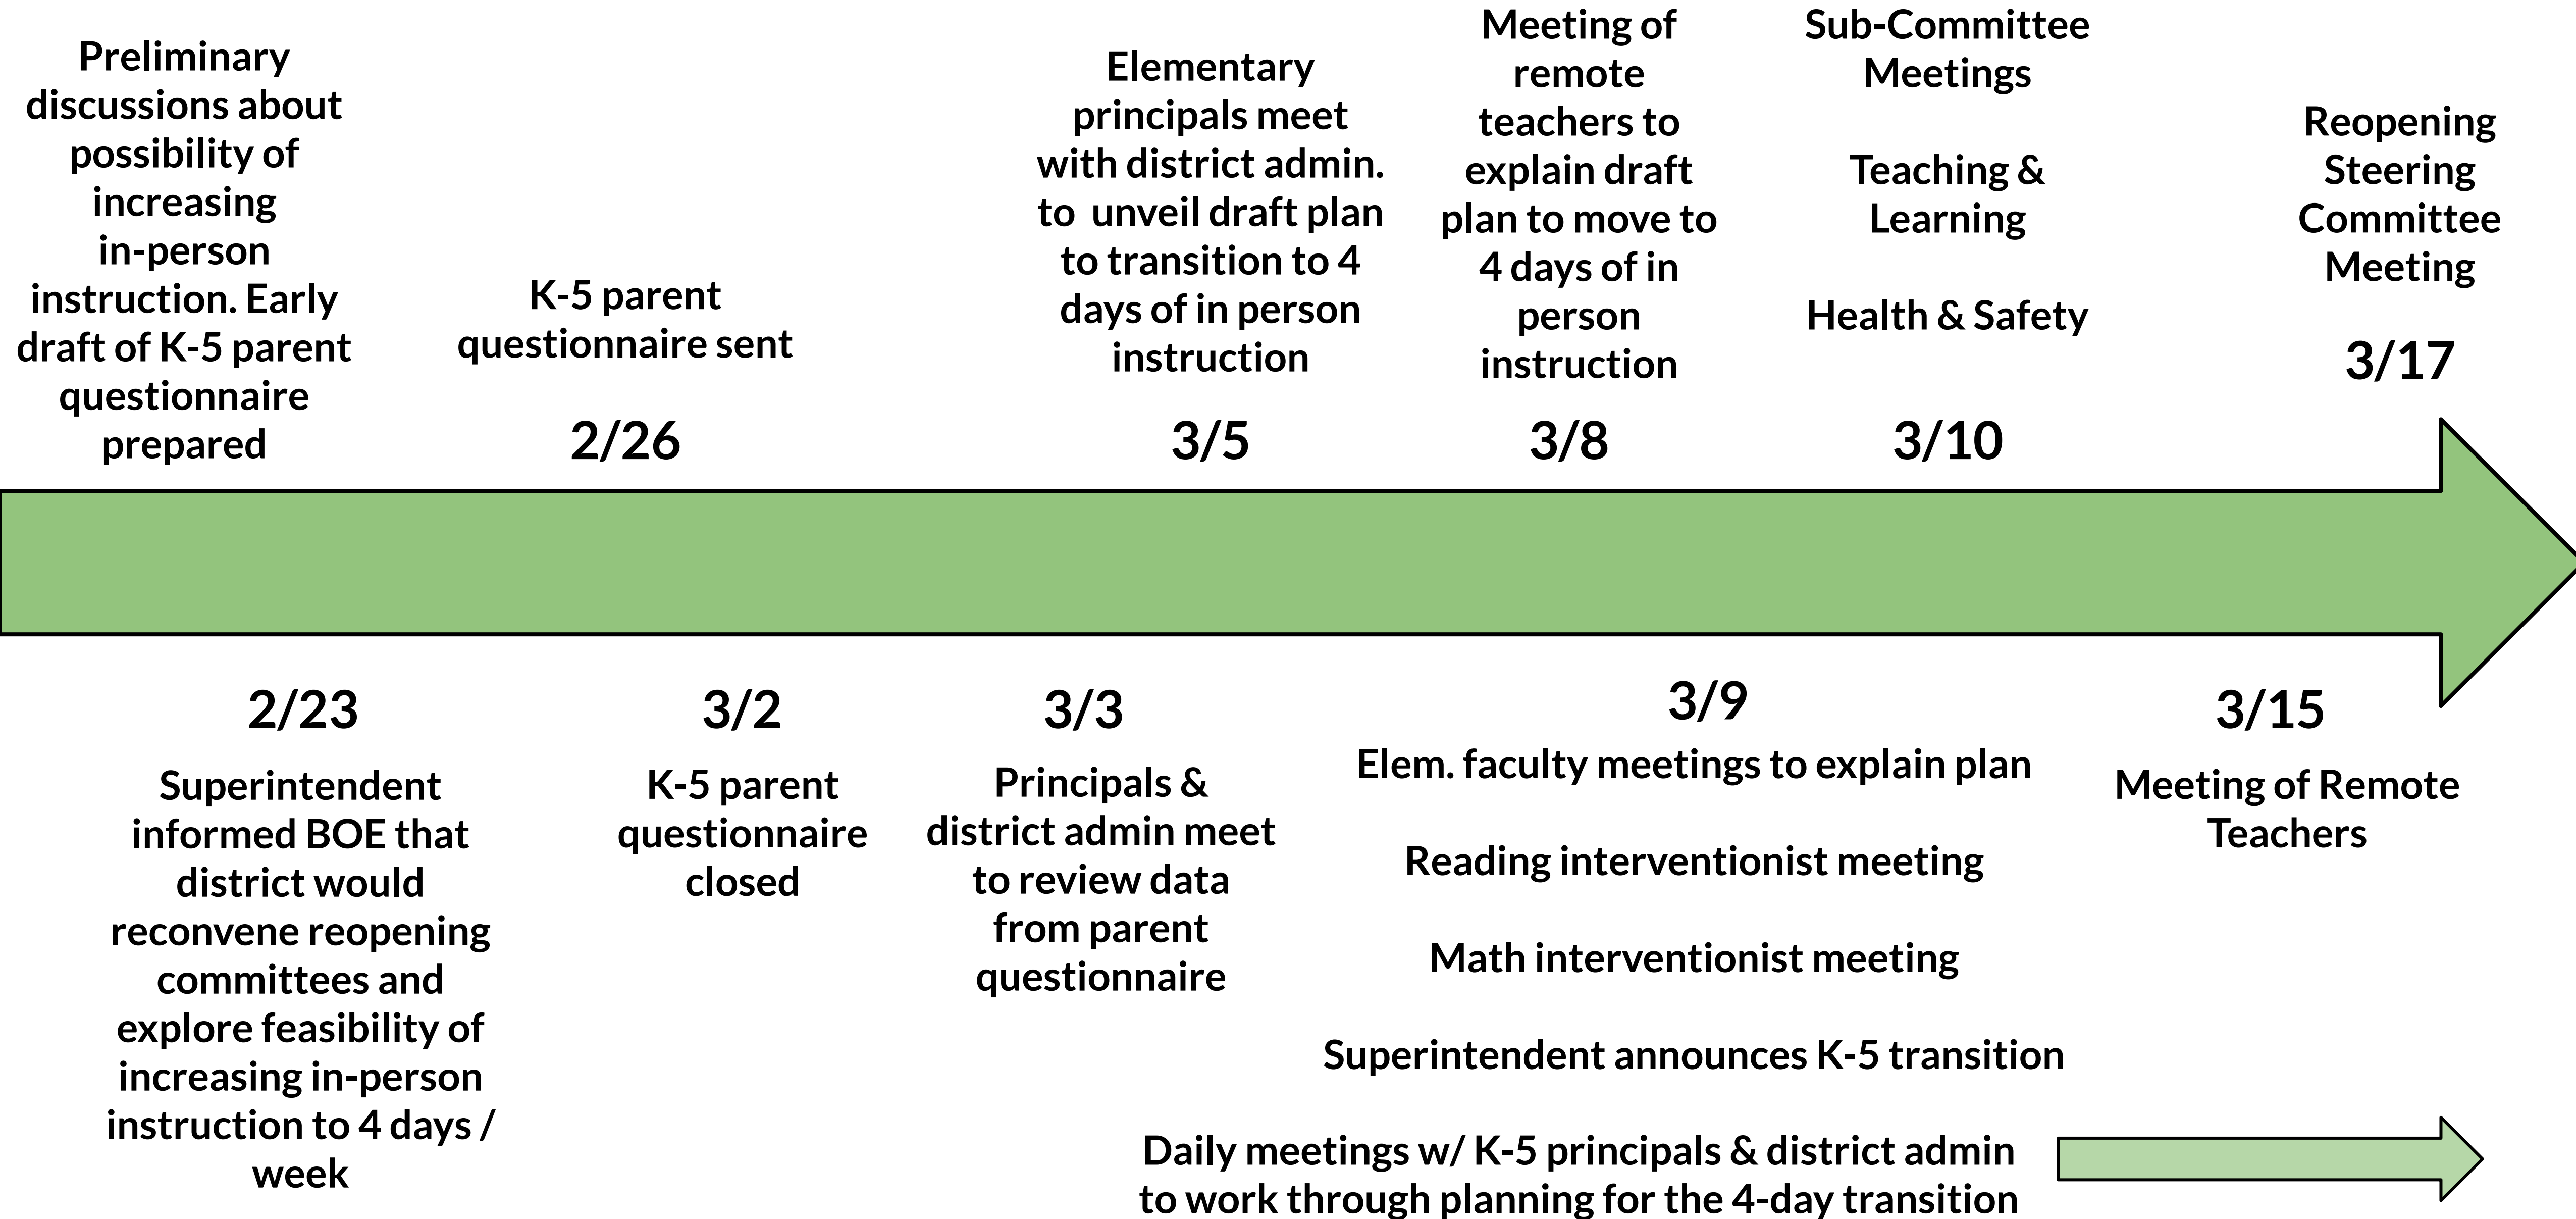 Preliminary
discussions about
possibility of
increasing
in-person
instruction. Early
draft of K-5 parent
questionnaire
prepared
K-5 parent
questionnaire sent
2/26
Elementary
principals meet
with district admin.
to  unveil draft plan
to transition to 4
days of in person
instruction
3/5
Meeting of
remote
teachers to
explain draft
plan to move to
4 days of in
person
instruction
3/8
Sub-Committee
Meetings
Teaching &
Learning
Health & Safety
3/10
Reopening
Steering
Committee
Meeting
3/17
2/23
Superintendent
informed BOE that
district would
reconvene reopening
committees and
explore feasibility of
increasing in-person
instruction to 4 days /
week
3/2
K-5 parent
questionnaire
closed
3/3
Principals &
district admin meet
to review data
from parent
questionnaire
3/9
Elem. faculty meetings to explain plan
Reading interventionist meeting
Math interventionist meeting
Superintendent announces K-5 transition
Daily meetings w/ K-5 principals & district admin
to work through planning for the 4-day transition
3/15
Meeting of Remote
Teachers